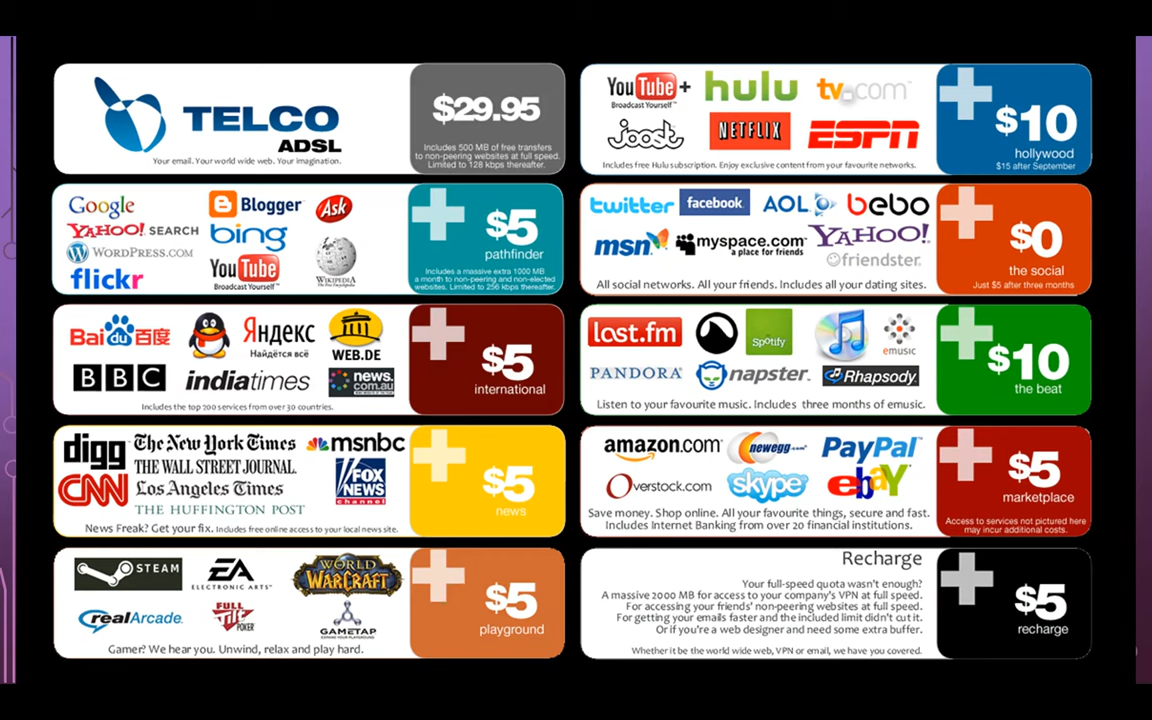 TELCO
ADSL
Your email. Your world wide web. Your imagination.
$29.95
Includes 500 MB of free transfers
to non-peering websites at full speed.
Limited to 128 kbps thereafter.
Google
Blogger
Ask
YAHOO! SEARCH
bing
WORDPRESS.COM
flickr
YouTube
Broadcast Yourself™
WIKIPEDIA
The Free Encyclopedia
$5
pathfinder
Includes a massive extra 1000 MB
a month to non-peering and non-elected
websites. Limited to 256 kbps thereafter.
Baidu百度
Яндекс
Найдётся всё
WEB.DE
BBC
indiatimes
news.
com.au
Includes the top 200 services from over 30 countries.
$5
international
digg
The New York Times
msnbc
THE WALL STREET JOURNAL.
CNN
Los Angeles Times
FOX
NEWS
channel
THE HUFFINGTON POST
News Freak? Get your fix. Includes free online access to your local news site.
$5
news
STEAM
EA
ELECTRONIC ARTS™
WORLD
OF
WARCRAFT
realArcade.
FULL
TILT
POKER
GAMETAP
Gamer? We hear you. Unwind, relax and play hard.
$5
playground
YouTube+
Broadcast Yourself™
hulu
tv.com™
joost
NETFLIX
ESPN
Includes free Hulu subscription. Enjoy exclusive content from your favourite networks.
$10
hollywood
$15 after September
twitter
facebook
AOL
bebo
msn
myspace.com™
a place for friends
YAHOO!
friendster
All social networks. All your friends. Includes all your dating sites.
$0
the social
Just $5 after three months
last.fm
Spotify
emusic
PANDORA
napster.
Rhapsody
Listen to your favourite music. Includes three months of emusic.
$10
the beat
amazon.com
newegg.com
PayPal™
Overstock.com
skype
ebY
Save money. Shop online. All your favourite things, secure and fast.
Includes Internet Banking from over 20 financial institutions.
$5
marketplace
Access to services not pictured here
may incur additional costs.
Recharge
Your full-speed quota wasn't enough?
A massive 2000 MB for access to your company's VPN at full speed.
For accessing your friends' non-peering websites at full speed.
For getting your emails faster and the included limit didn't cut it.
Or if you're a web designer and need some extra buffer.
Whether it be the world wide web, VPN or email, we have you covered.
$5
recharge